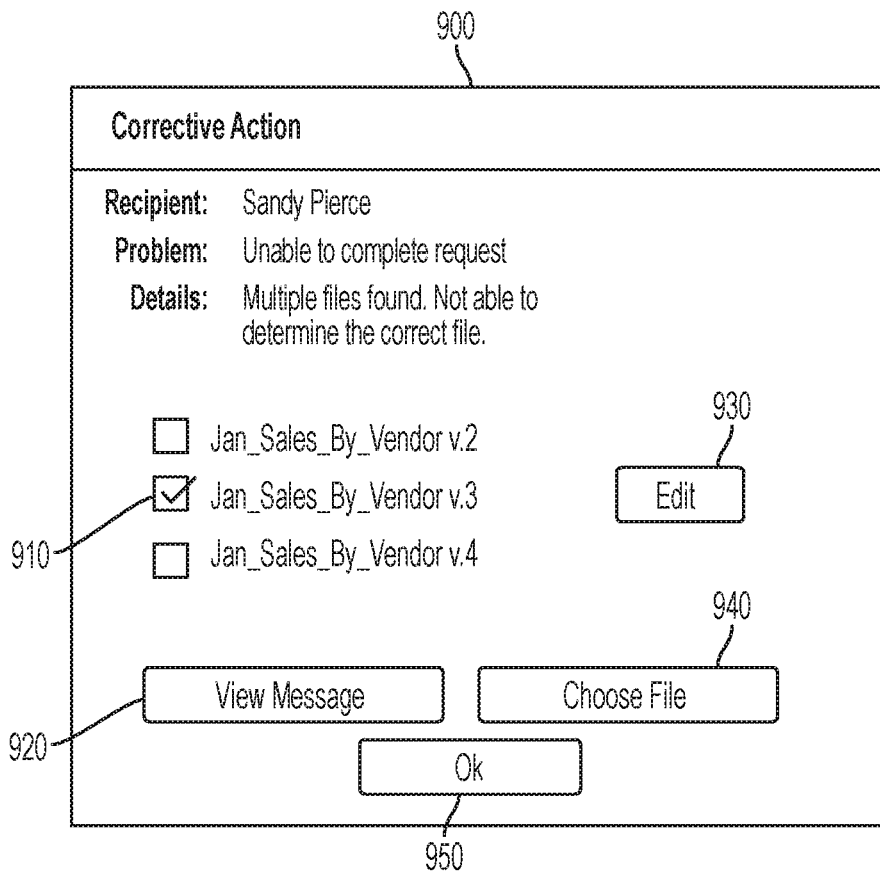 900
Corrective Action
Recipient: Sandy Pierce
Problem: Unable to complete request
Details: Multiple files found. Not able to
determine the correct file.
930
Jan_Sales_By_Vendor v.2
Jan_Sales_By_Vendor v.3 Edit
910
Jan_Sales_By_Vendor v.4
940
View Message Choose File
920
Ok
950